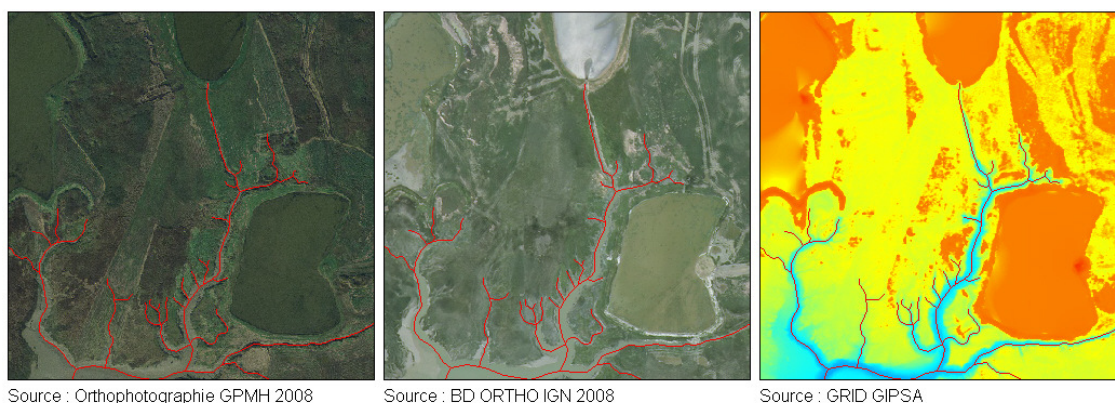 Source : Orthophotographie GPMH 2008
Source : BD ORTHO IGN 2008
Source : GRID GIPSA